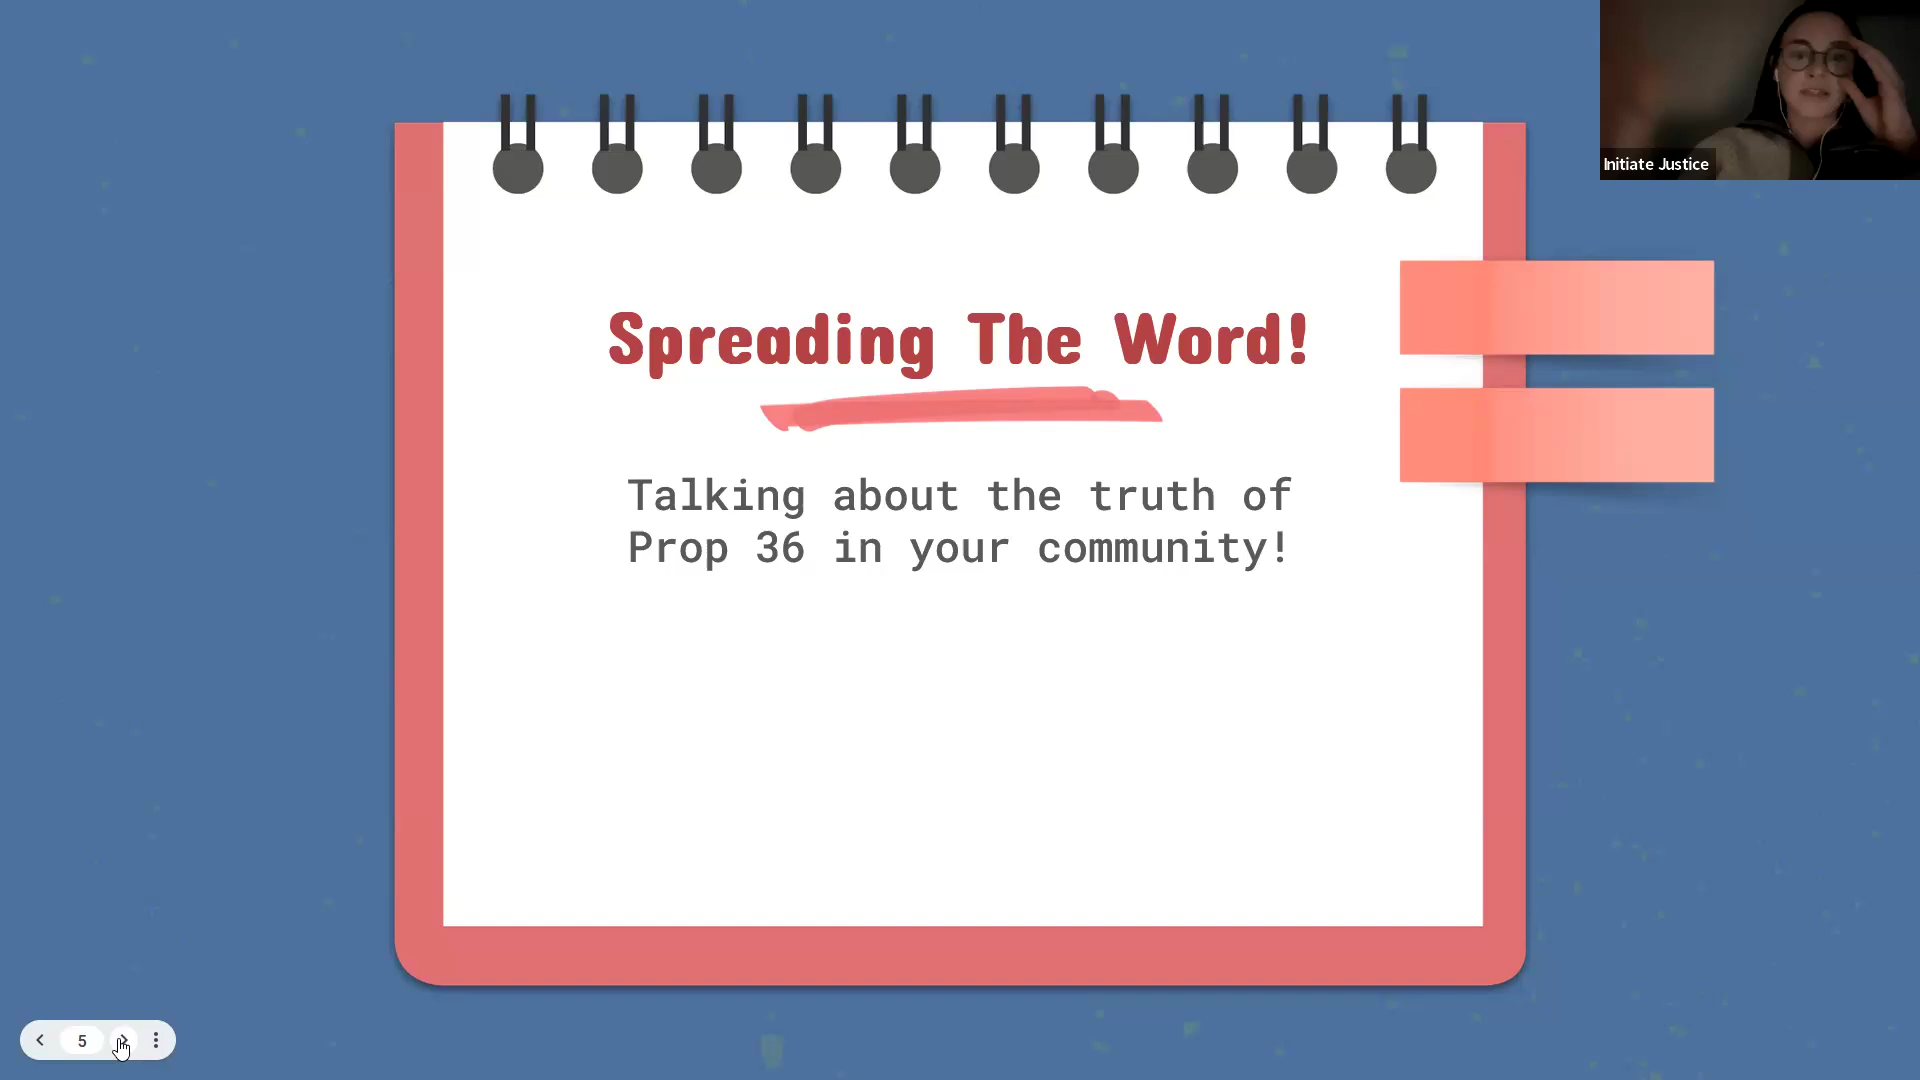 Initiate Justice
Spreading The Word!
Talking about the truth of
Prop 36 in your community!
5